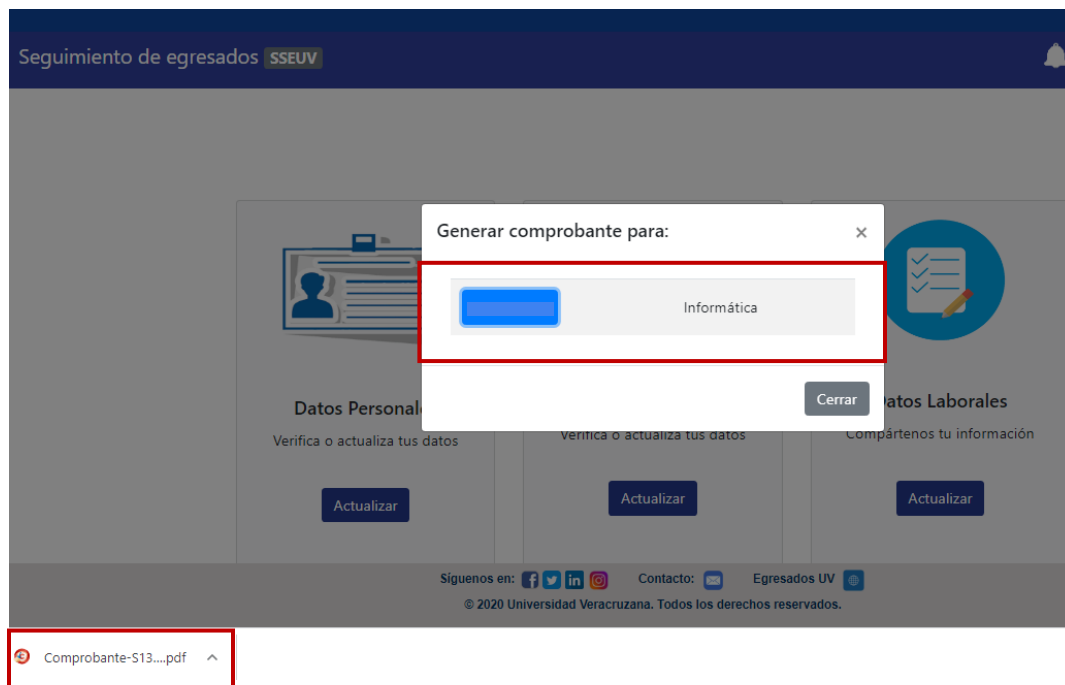 Seguimiento de egresados SSEUV
Generar comprobante para:
×
Informática
Cerrar
Datos Personal
Verifica o actualiza tus datos
Actualizar
Verifica o actualiza tus datos
Actualizar
atos Laborales
Compártenos tu información
Actualizar
Síguenos en: Contacto: Egresados UV
© 2020 Universidad Veracruzana. Todos los derechos reservados.
Comprobante-S13....pdf